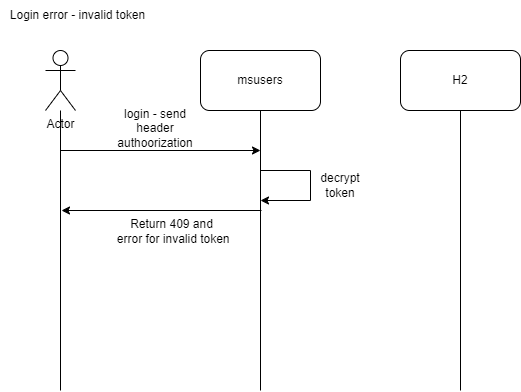 Login error - invalid token
msusers
H2
Actor
login - send
header
authoorization
decrypt
token
Return 409 and
error for invalid token